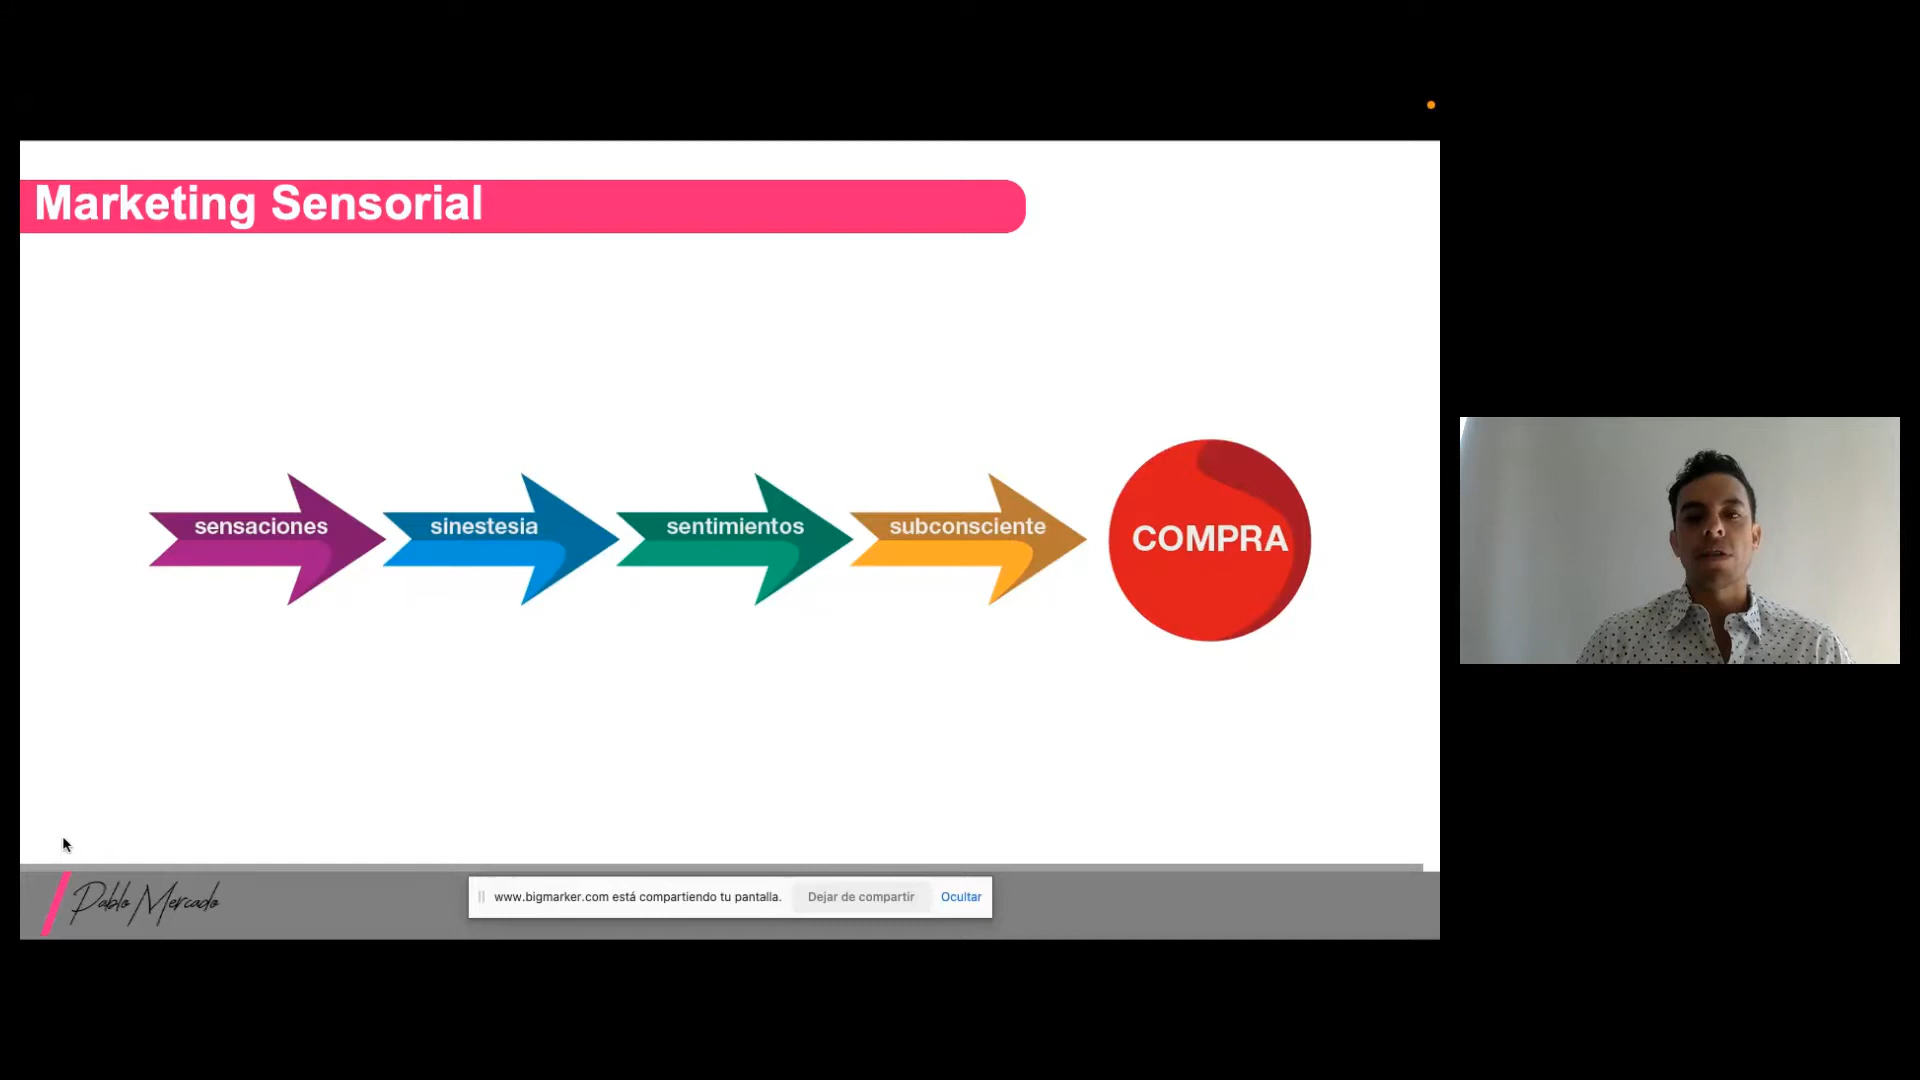 Marketing Sensorial
sensaciones sinestesia sentimientos subconsciente COMPRA
Pablo Mercado
www.bigmarker.com está compartiendo tu pantalla. Dejar de compartir Ocultar